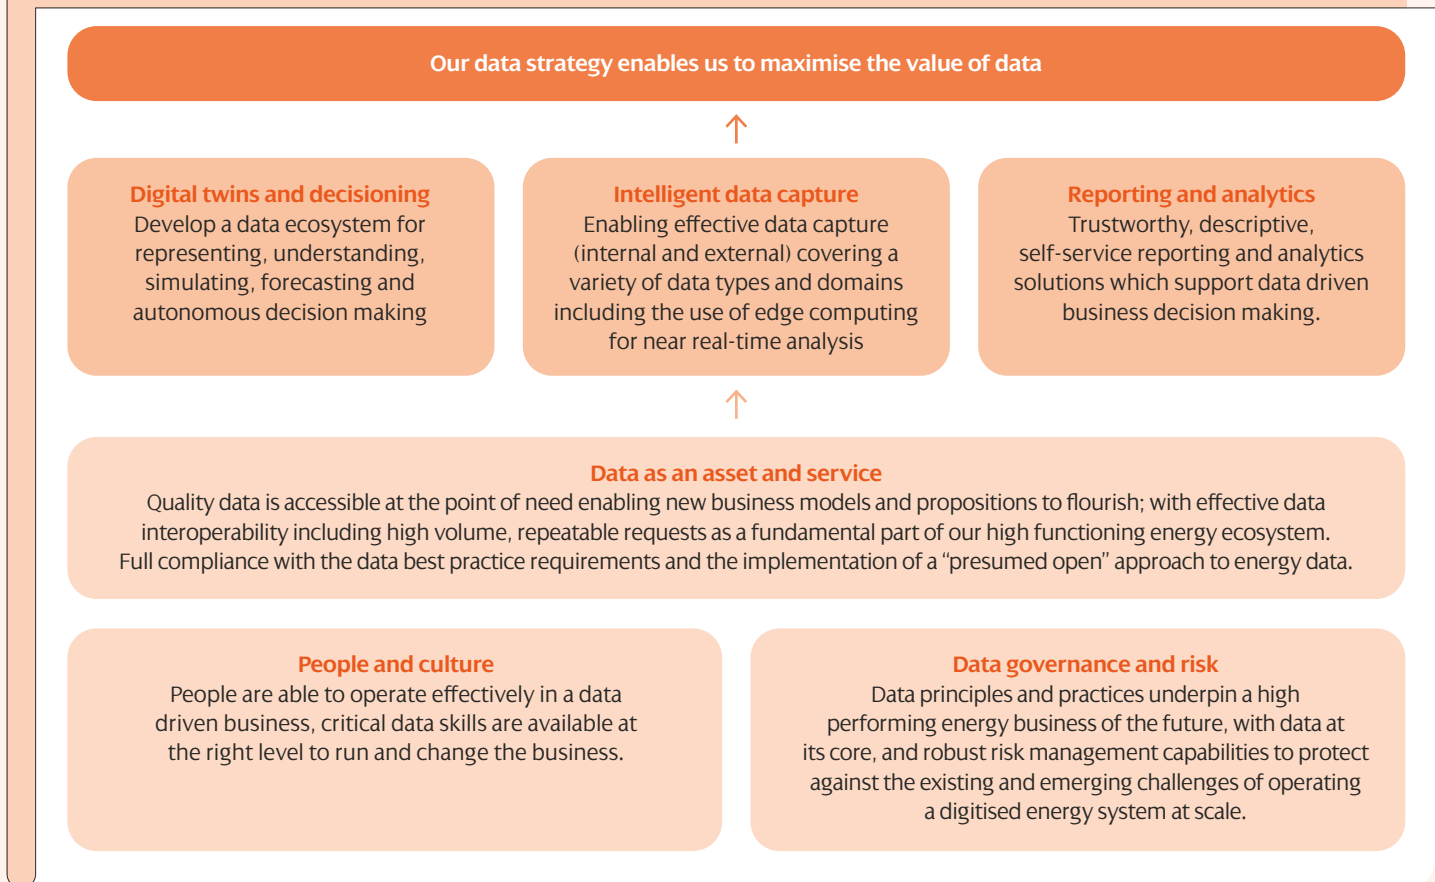 Our data strategy enables us to maximise the value of data
Digital twins and decisioning
Develop a data ecosystem for
representing, understanding,
simulating, forecasting and
autonomous decision making
Intelligent data capture
Enabling effective data capture
(internal and external) covering a
variety of data types and domains
including the use of edge computing
for near real-time analysis
Reporting and analytics
Trustworthy, descriptive,
self-service reporting and analytics
solutions which support data driven
business decision making.
Data as an asset and service
Quality data is accessible at the point of need enabling new business models and propositions to flourish; with effective data
interoperability including high volume, repeatable requests as a fundamental part of our high functioning energy ecosystem.
Full compliance with the data best practice requirements and the implementation of a “presumed open” approach to energy data.
People and culture
People are able to operate effectively in a data
driven business, critical data skills are available at
the right level to run and change the business.
Data governance and risk
Data principles and practices underpin a high
performing energy business of the future, with data at
its core, and robust risk management capabilities to protect
against the existing and emerging challenges of operating
a digitised energy system at scale.